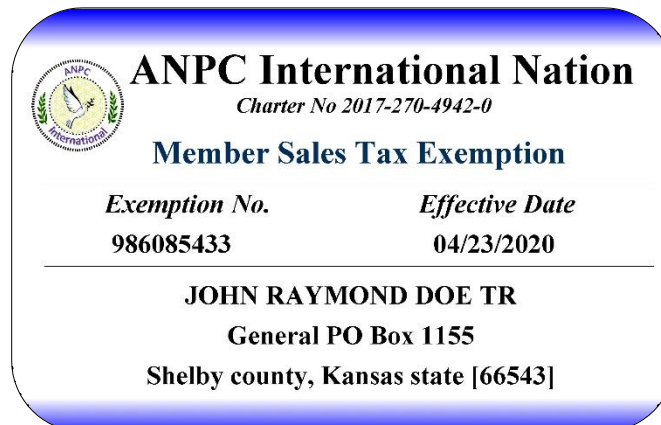 ANPC
International
ANPC International Nation
Charter No 2017-270-4942-0
Member Sales Tax Exemption
Exemption No. Effective Date
986085433 04/23/2020
JOHN RAYMOND DOE TR
General PO Box 1155
Shelby county, Kansas state [66543]